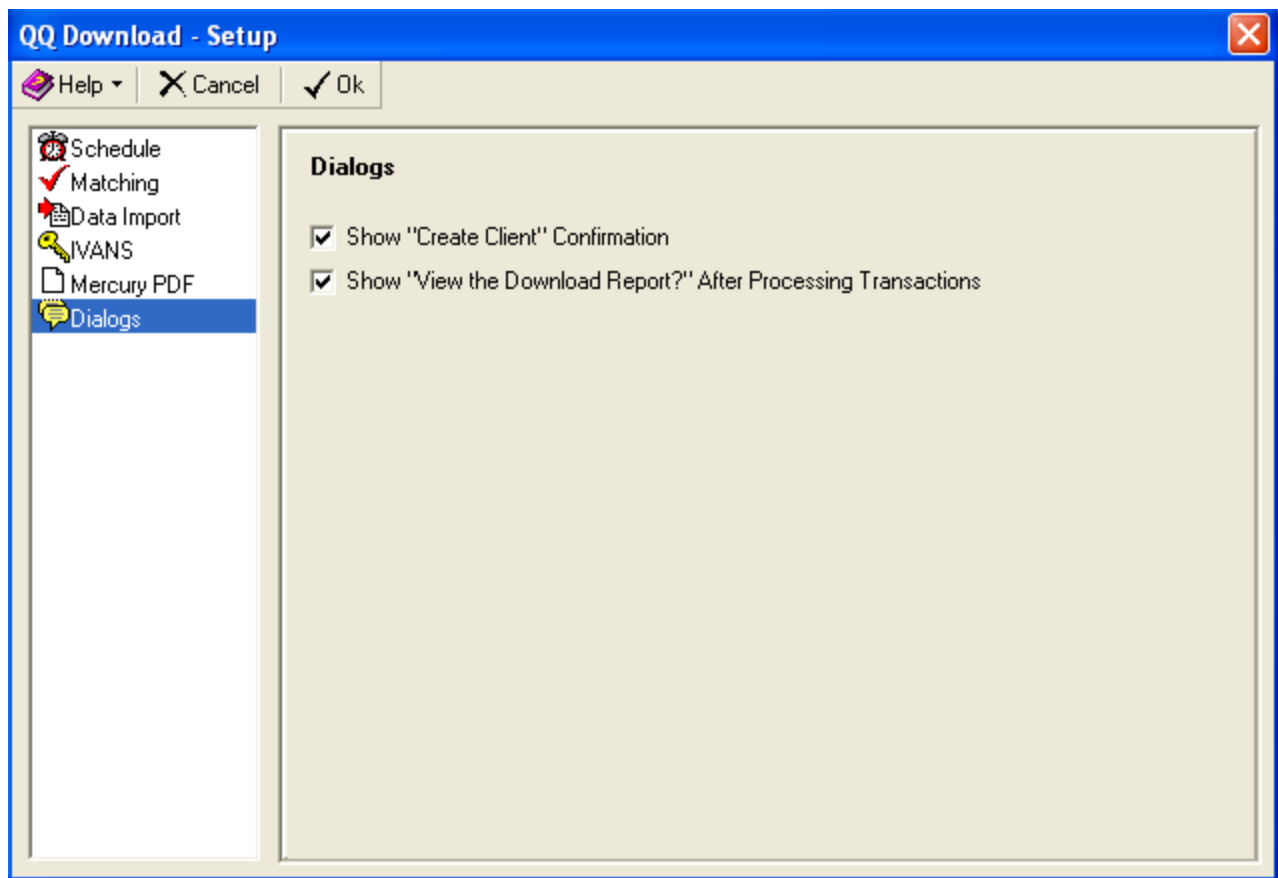 QQ Download - Setup
Help Cancel Ok
Schedule
Matching
Data Import
IVANS
Mercury PDF
Dialogs
Dialogs
Show "Create Client" Confirmation
Show "View the Download Report?" After Processing Transactions